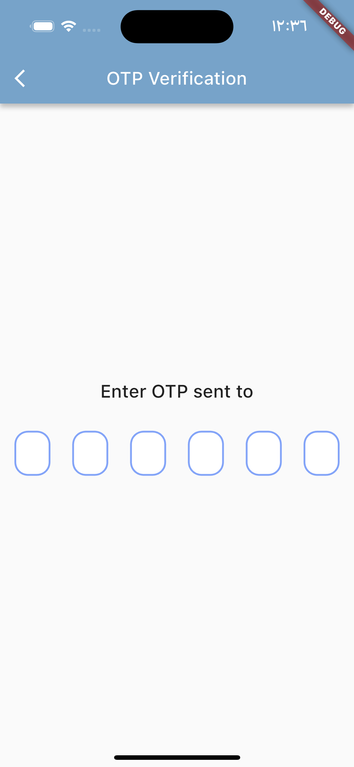 ١٢:٣٦
DEBUG
OTP Verification
Enter OTP sent to